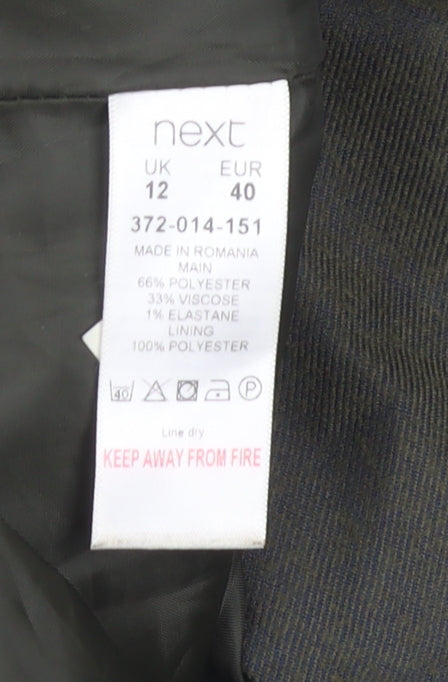 next
UK EUR
12 40
372-014-151
MADE IN ROMANIA
MAIN
66% POLYESTER
33% VISCOSE
1% ELASTANE
LINING
100% POLYESTER
40 P
Line dry
KEEP AWAY FROM FIRE